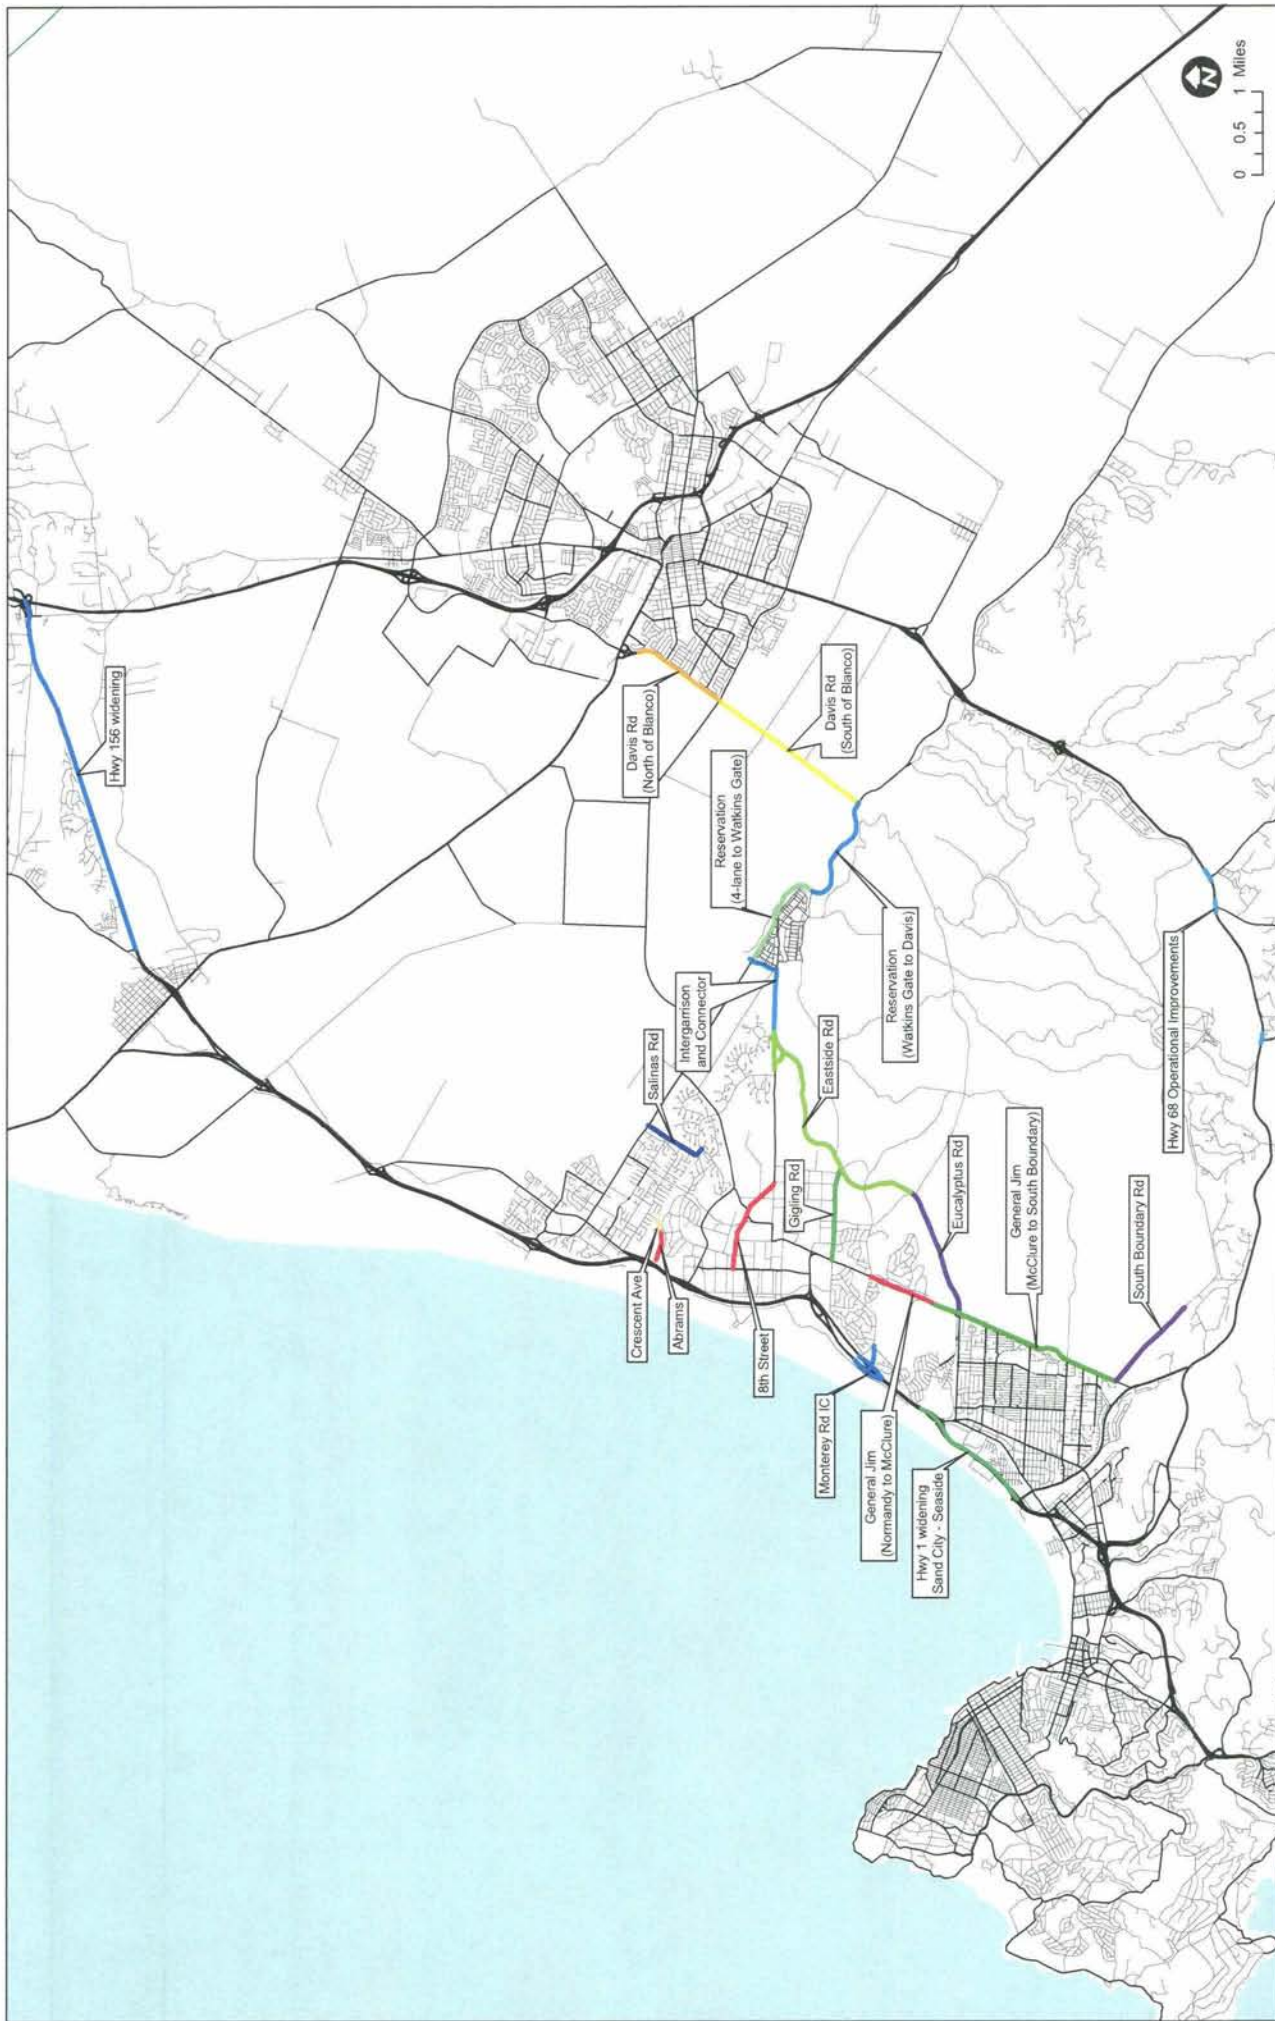 Hwy 156 widening
Davis Rd
(North of Blanco)
Davis Rd
(South of Blanco)
Reservation
(4-lane to Watkins Gate)
Intergarrison
and Connector
Salinas Rd
Reservation
(Watkins Gate to Davis)
Eastside Rd
Gigling Rd
Eucalyptus Rd
Crescent Ave
Abrams
8th Street
Monterey Rd IC
General Jim
(Normandy to McClure)
General Jim
(McClure to South Boundary)
South Boundary Rd
Hwy 1 widening
Sand City - Seaside
Hwy 68 Operational Improvements
N
0 0.5 1 Miles